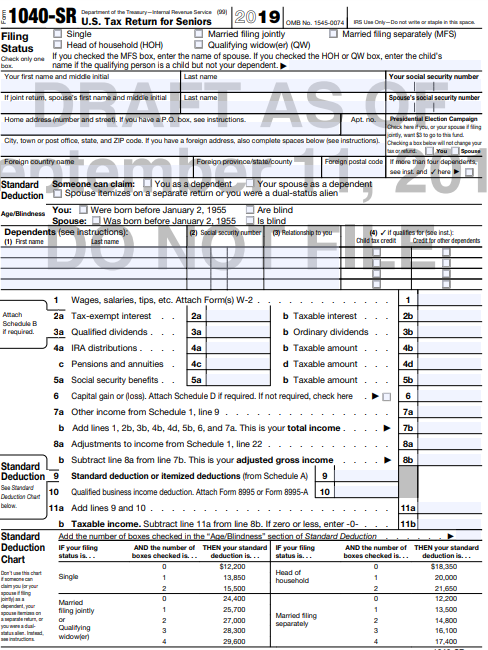 Form 1040-SR Department of the Treasury—Internal Revenue Service (99) U.S. Tax Return for Seniors 2019 OMB No. 1545-0074 IRS Use Only—Do not write or staple in this space.
Filing Status Single Married filing jointly Married filing separately (MFS)
Check only one box. Head of household (HOH) Qualifying widow(er) (QW)
If you checked the MFS box, enter the name of spouse. If you checked the HOH or QW box, enter the child's
name if the qualifying person is a child but not your dependent. ▶
Your first name and middle initial Last name Your social security number
DRAFT AS OF
If joint return, spouse's first name and middle initial Last name Spouse's social security number
Home address (number and street). If you have a P.O. box, see instructions. Apt. no. Presidential Election Campaign
Check here if you, or your spouse if filing
jointly, want $3 to go to this fund.
City, town or post office, state, and ZIP code. If you have a foreign address, also complete spaces below (see instructions).
Checking a box below will not change your
tax or refund. You Spouse
Foreign country name Foreign province/state/county Foreign postal code If more than four dependents,
see inst. and ✓ here ▶
Standard Deduction Someone can claim: You as a dependent Your spouse as a dependent
Spouse itemizes on a separate return or you were a dual-status alien
Age/Blindness You: Were born before January 2, 1955 Are blind
Spouse: Was born before January 2, 1955 Is blind
DO NOT FILE
Dependents (see instructions): (2) Social security number (3) Relationship to you (4) ✓ if qualifies for (see inst.):
(1) First name Last name Child tax credit Credit for other dependents
1 Wages, salaries, tips, etc. Attach Form(s) W-2 1
Attach Schedule B if required.
2a Tax-exempt interest 2a b Taxable interest 2b
3a Qualified dividends 3a b Ordinary dividends 3b
4a IRA distributions 4a b Taxable amount 4b
c Pensions and annuities 4c d Taxable amount 4d
5a Social security benefits 5a b Taxable amount 5b
6 Capital gain or (loss). Attach Schedule D if required. If not required, check here ▶ 6
7a Other income from Schedule 1, line 9 7a
b Add lines 1, 2b, 3b, 4b, 4d, 5b, 6, and 7a. This is your total income ▶ 7b
8a Adjustments to income from Schedule 1, line 22 8a
b Subtract line 8a from line 7b. This is your adjusted gross income ▶ 8b
Standard Deduction
See Standard Deduction Chart below.
9 Standard deduction or itemized deductions (from Schedule A) 9
10 Qualified business income deduction. Attach Form 8995 or Form 8995-A 10
11a Add lines 9 and 10 11a
b Taxable income. Subtract line 11a from line 8b. If zero or less, enter -0- 11b
Standard Deduction Chart
Add the number of boxes checked in the "Age/Blindness" section of Standard Deduction ▶
IF your filing status is. . . AND the number of boxes checked is. . . THEN your standard deduction is. . . IF your filing status is. . . AND the number of boxes checked is. . . THEN your standard deduction is. . .
Don't use this chart if someone can claim you (or your spouse if filing jointly) as a dependent, your spouse itemizes on a separate return, or you were a dual-status alien. Instead, see instructions.
Single
0 $12,200
1 13,850
2 15,500
Head of household
0 $18,350
1 20,000
2 21,650
Married filing jointly or Qualifying widow(er)
0 24,400
1 25,700
2 27,000
3 28,300
4 29,600
Married filing separately
0 12,200
1 13,500
2 14,800
3 16,100
4 17,400